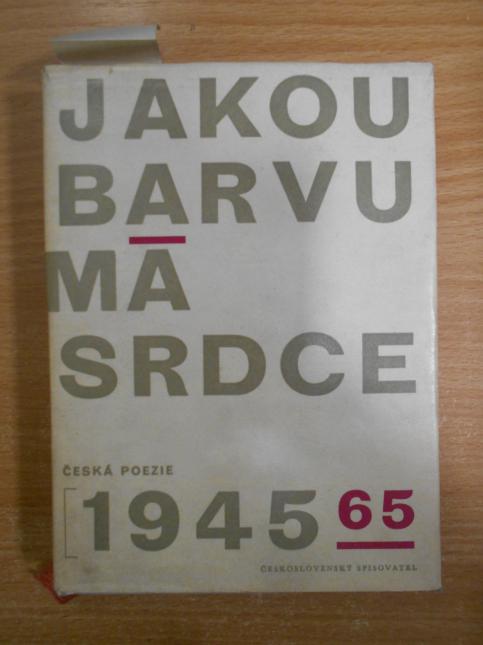 JAKOU
BARVU
MÁ
SRDCE
ČESKÁ POEZIE
[1945 65
ČESKOSLOVENSKÝ SPISOVATEL